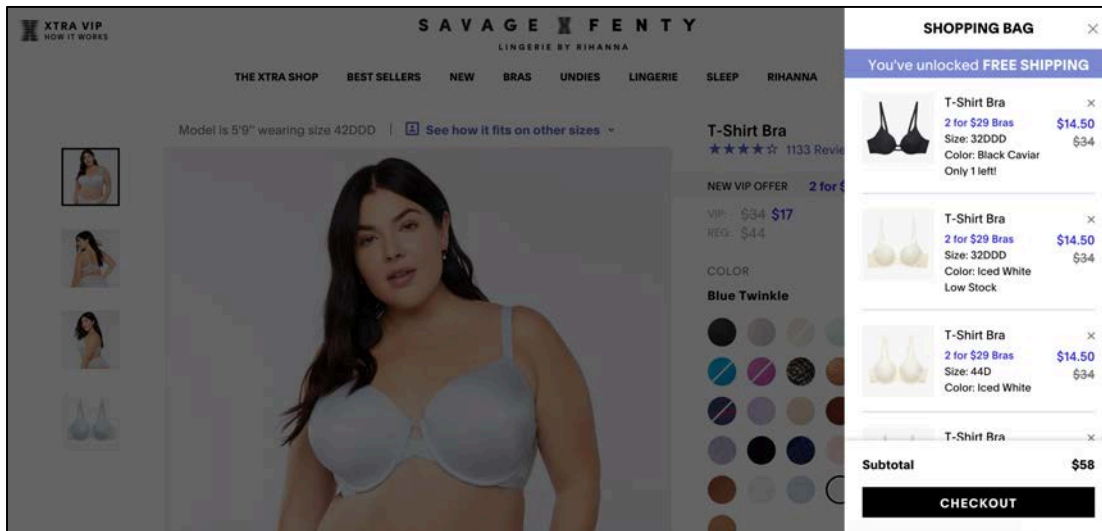 XTRA VIP
HOW IT WORKS
SAVAGE X FENTY
LINGERIE BY RIHANNA
THE XTRA SHOP BEST SELLERS NEW BRAS UNDIES LINGERIE SLEEP RIHANNA
Model is 5'9" wearing size 42DDD | See how it fits on other sizes
T-Shirt Bra
1133 Revie
NEW VIP OFFER 2 for $
VIP: $34 $17
REG: $44
COLOR
Blue Twinkle
SHOPPING BAG ×
You've unlocked FREE SHIPPING
T-Shirt Bra ×
2 for $29 Bras $14.50
Size: 32DDD $34
Color: Black Caviar
Only 1 left!
T-Shirt Bra ×
2 for $29 Bras $14.50
Size: 32DDD $34
Color: Iced White
Low Stock
T-Shirt Bra ×
2 for $29 Bras $14.50
Size: 44D $34
Color: Iced White
T-Shirt Bra ×
Subtotal $58
CHECKOUT